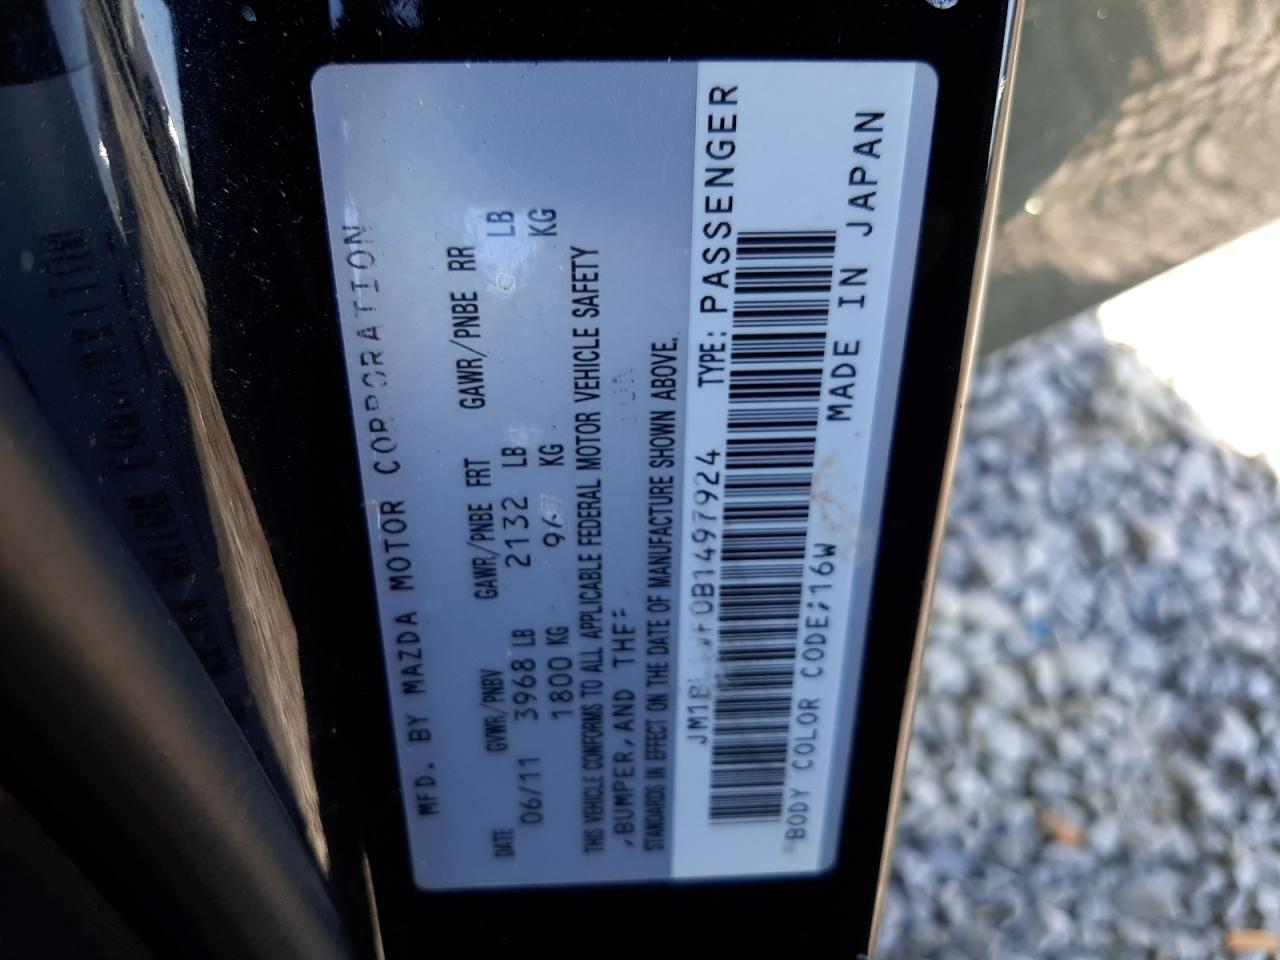 MFD. BY MAZDA MOTOR CORPORATION
DATE GVWR/PNBV GAWR/PNBE FRT GAWR/PNBE RR
06/11 3968 LB 2132 LB LB
1800 KG KG KG
THIS VEHICLE CONFORMS TO ALL APPLICABLE FEDERAL MOTOR VEHICLE SAFETY
,BUMPER,AND
STANDARDS IN EFFECT ON THE DATE OF MANUFACTURE SHOWN ABOVE.
TYPE: PASSENGER
BODY COLOR CODE;16W MADE IN JAPAN